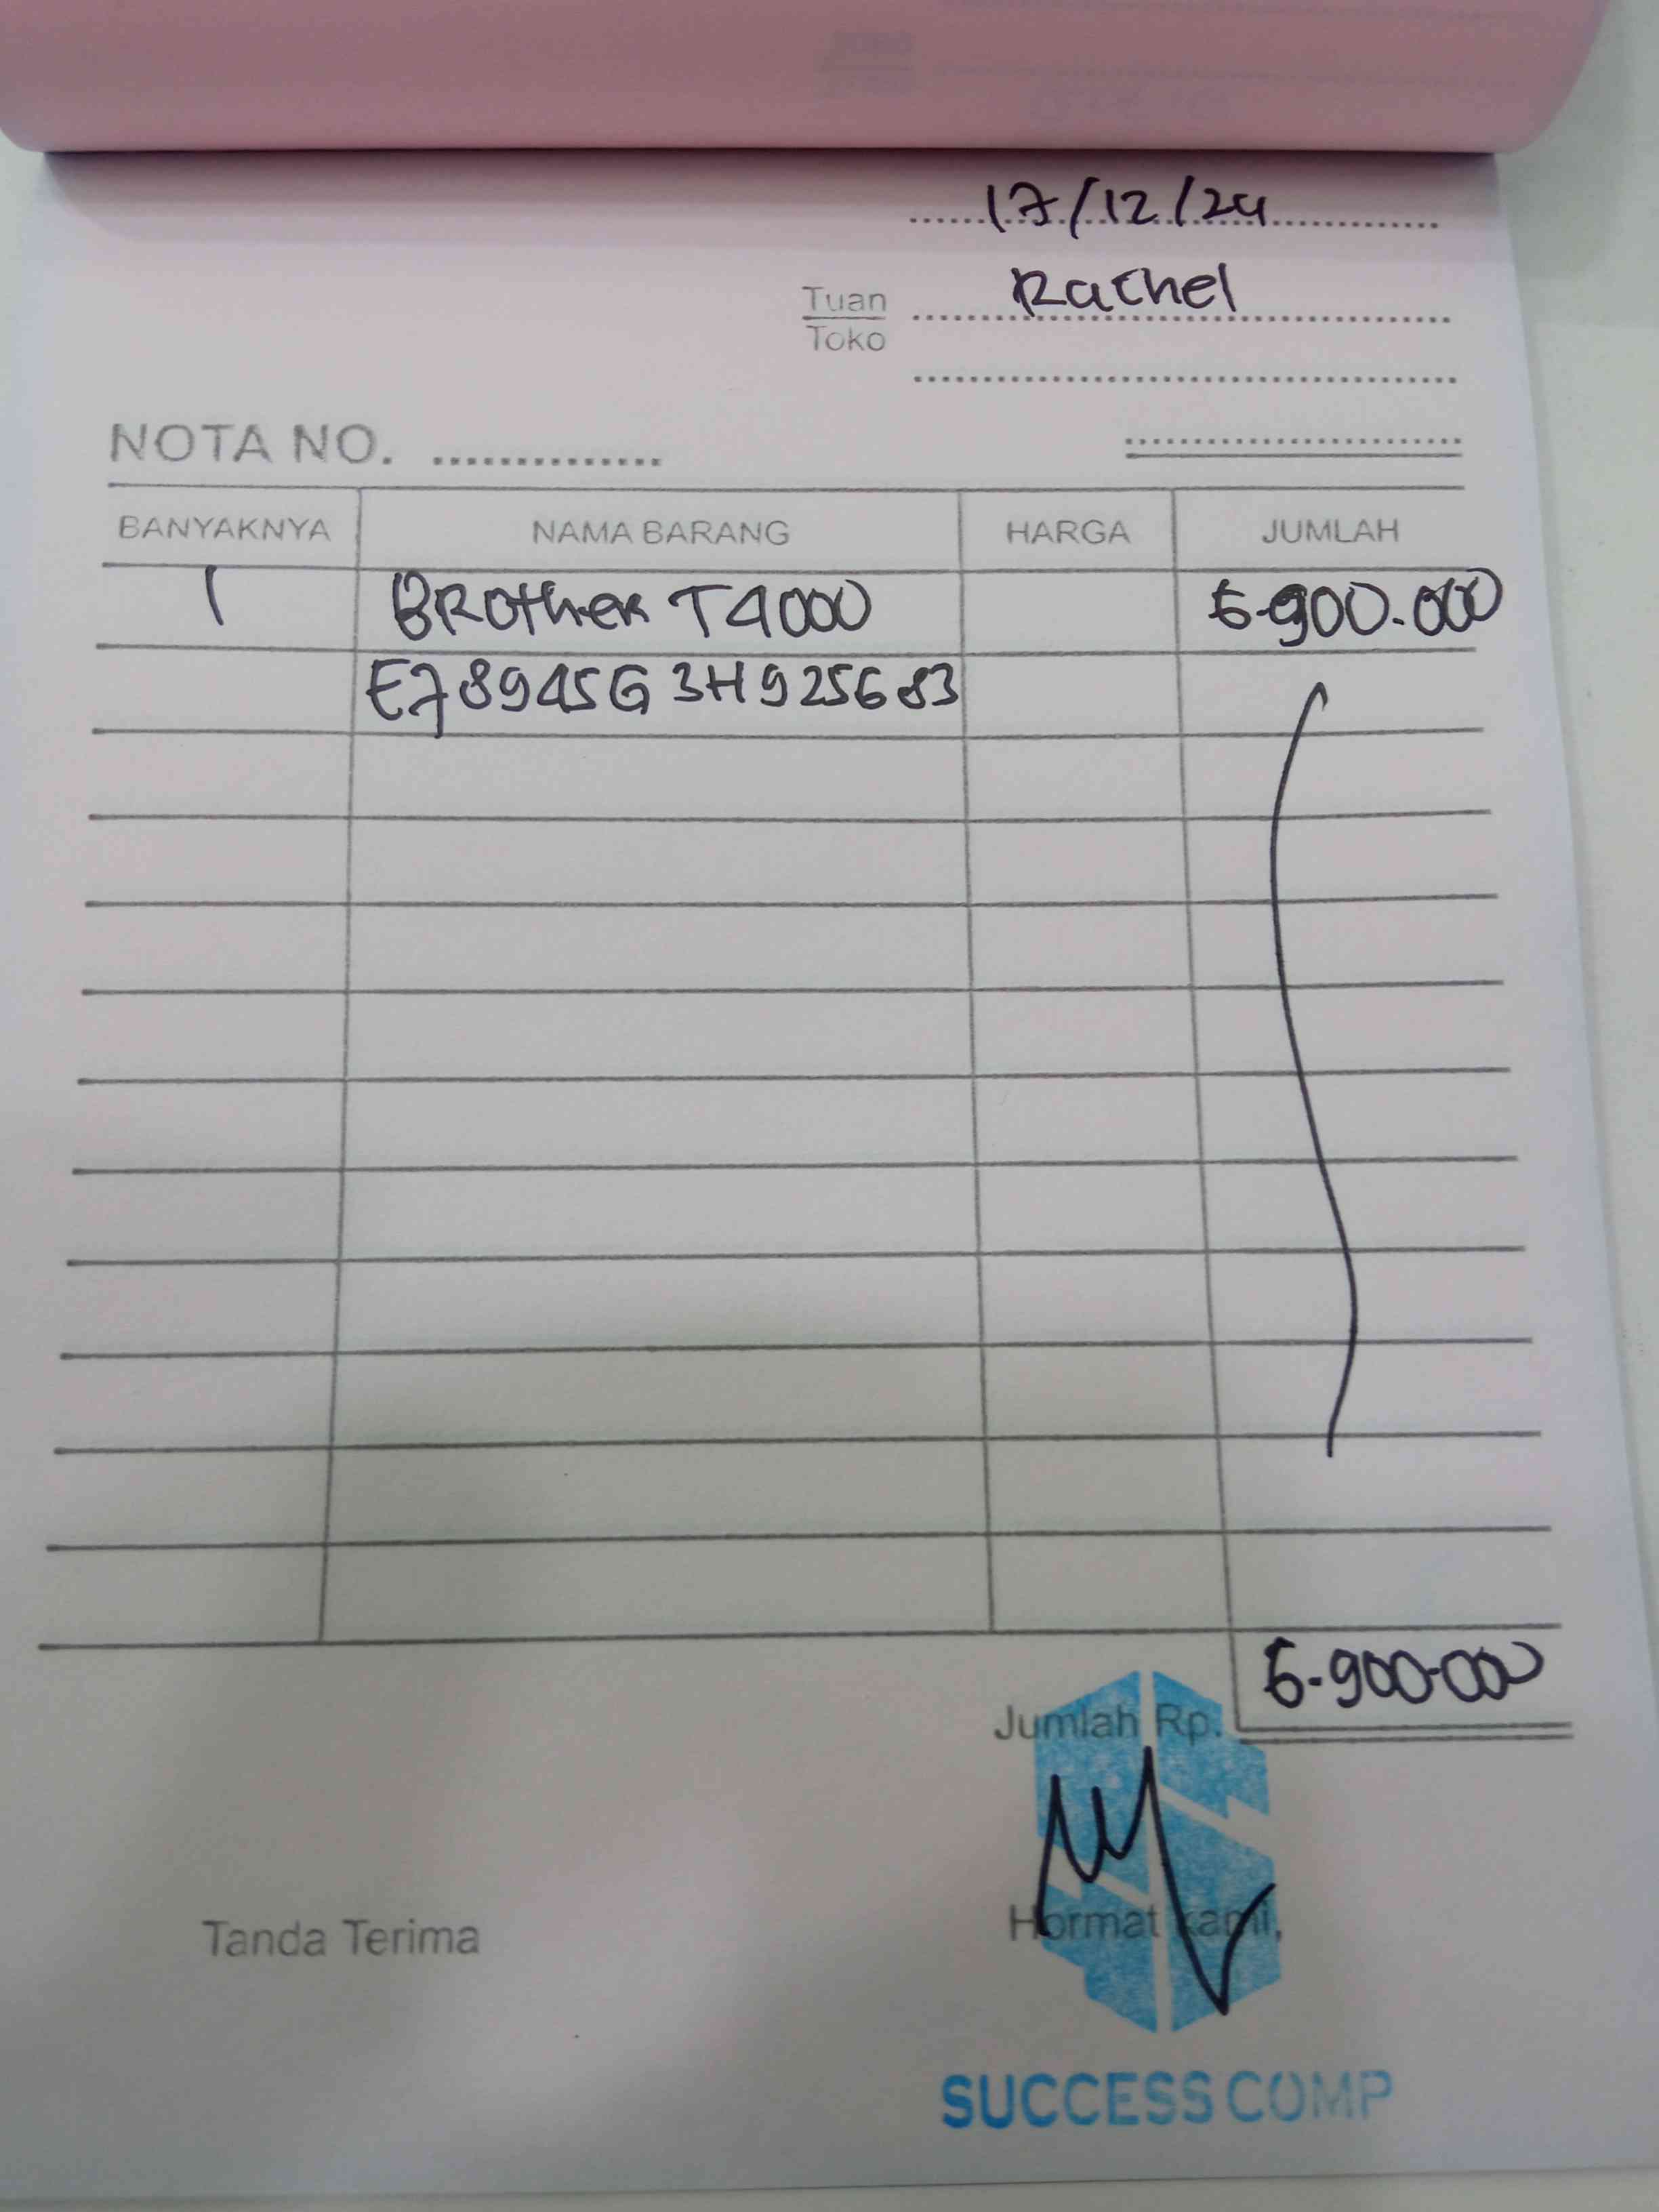 17/12/24
Tuan Rachel
Toko
NOTA NO.
BANYAKNYA NAMA BARANG HARGA JUMLAH
1 BROther T4000 5.900.000
E78945G3H925683
5.900.000
Jumlah Rp.
Tanda Terima Hormat kami,
SUCCESS COMP